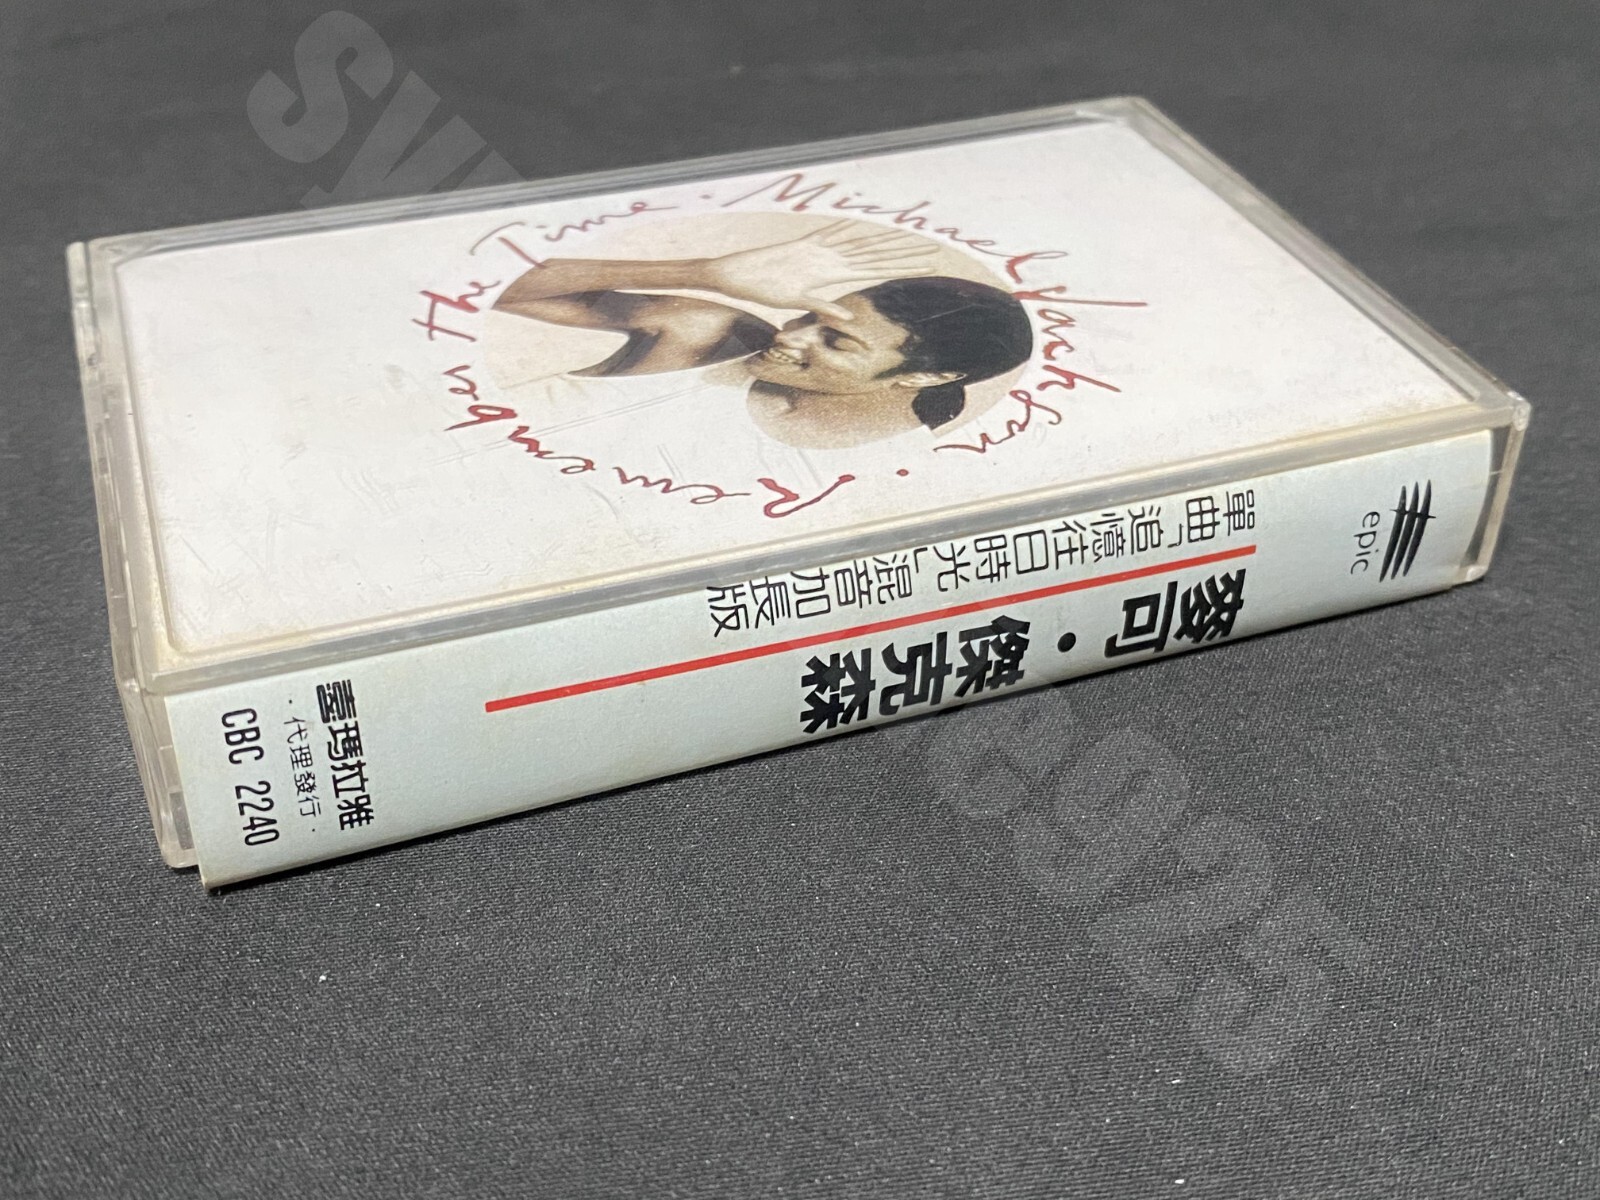 Michael Jackson · Remember the Time ·
epic
單曲「追憶往日時光」混音加長版
麥可・傑克森
喜瑪拉雅
・代理發行・
CBC 2240